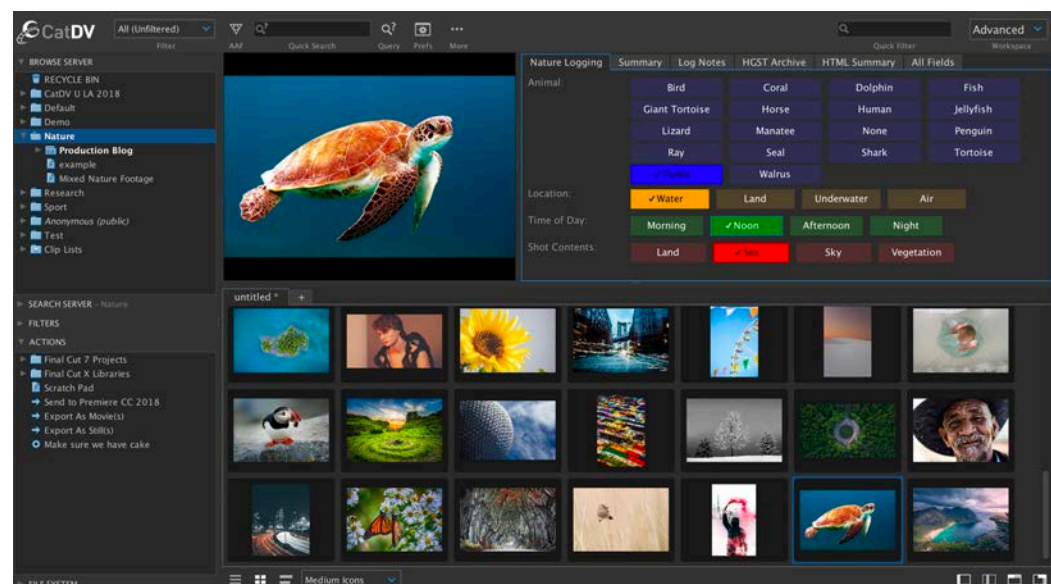 CatDV
All (Unfiltered)
Filter
AAF
Quick Search
Query
Prefs
More
Quick Filter
Advanced
Workspace
BROWSE SERVER
RECYCLE BIN
CatDV U LA 2018
Default
Demo
Nature
Production Blog
example
Mixed Nature Footage
Research
Sport
Anonymous (public)
Test
Clip Lists
SEARCH SERVER - Nature
FILTERS
ACTIONS
Final Cut 7 Projects
Final Cut X Libraries
Scratch Pad
Send to Premiere CC 2018
Export As Movie(s)
Export As Still(s)
Make sure we have cake
Nature Logging Summary Log Notes HGST Archive HTML Summary All Fields
Animal:
Bird Coral Dolphin Fish
Giant Tortoise Horse Human Jellyfish
Lizard Manatee None Penguin
Ray Seal Shark Tortoise
✓Turtle Walrus
Location: ✓Water Land Underwater Air
Time of Day: Morning ✓Noon Afternoon Night
Shot Contents: Land ✓Sea Sky Vegetation
untitled * +
Medium Icons